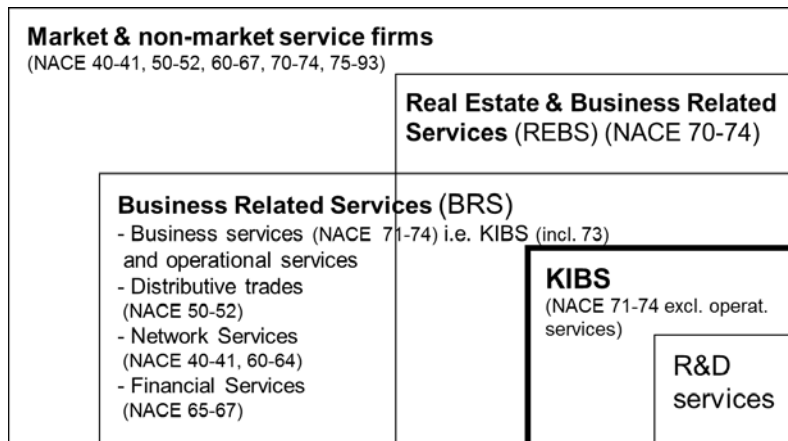 Market & non-market service firms
(NACE 40-41, 50-52, 60-67, 70-74, 75-93)
Real Estate & Business Related
Services (REBS) (NACE 70-74)
Business Related Services (BRS)
- Business services (NACE 71-74) i.e. KIBS (incl. 73)
and operational services
- Distributive trades
(NACE 50-52)
- Network Services
(NACE 40-41, 60-64)
- Financial Services
(NACE 65-67)
KIBS
(NACE 71-74 excl. operat.
services)
R&D
services